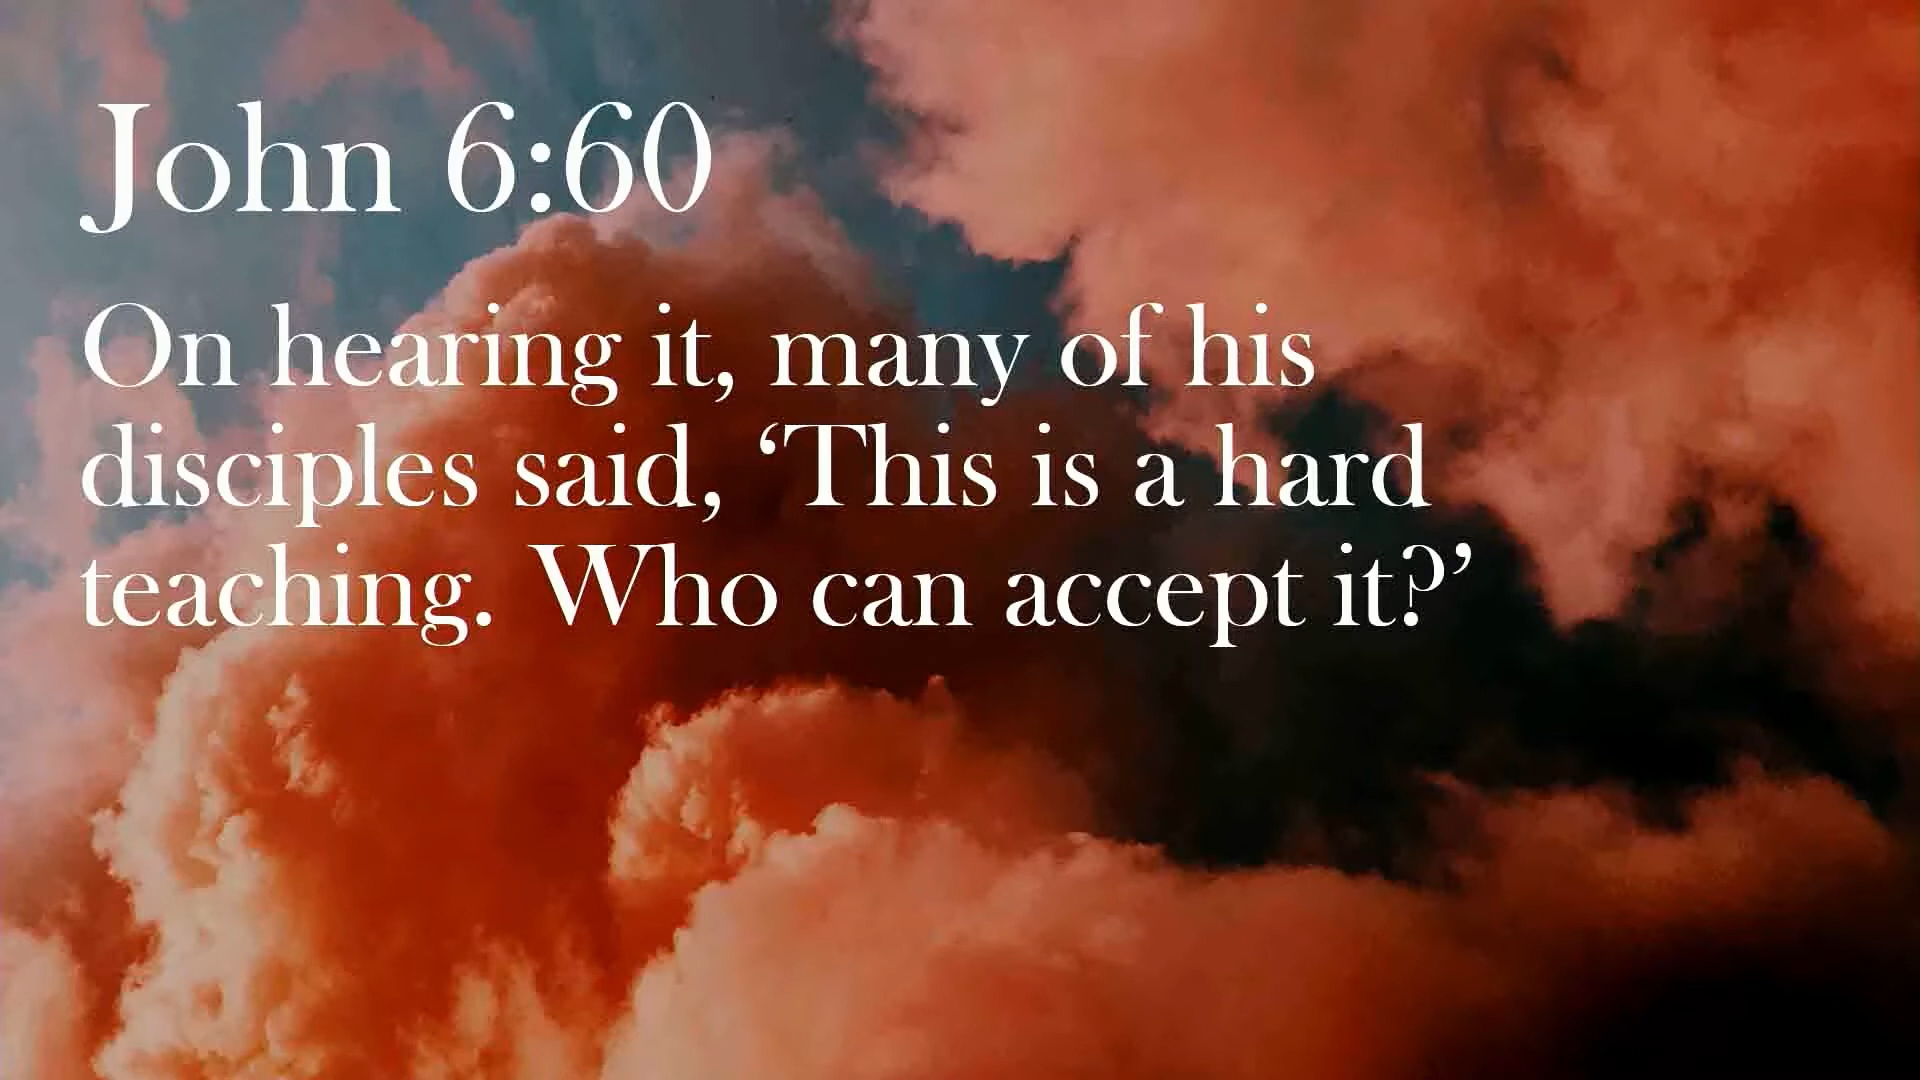 John 6:60
On hearing it, many of his
disciples said, ‘This is a hard
teaching. Who can accept it?’